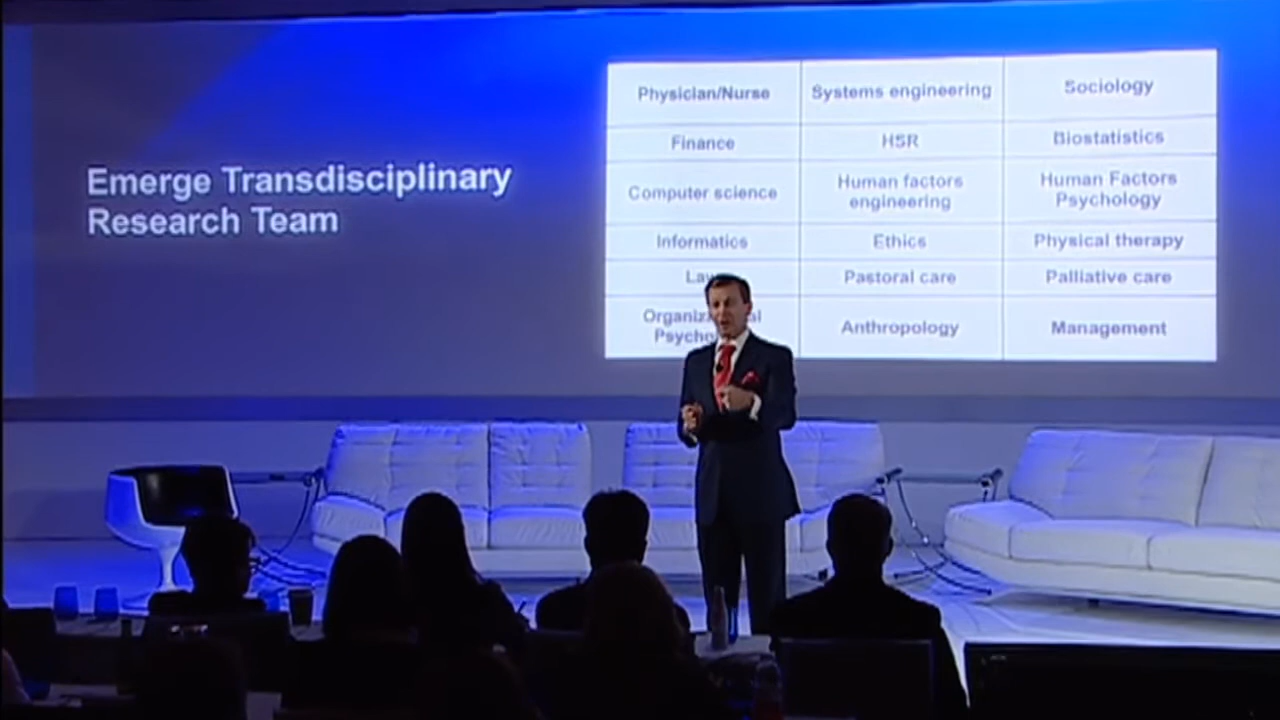 Emerge Transdisciplinary
Research Team
Physician/Nurse Systems engineering Sociology
Finance HSR Biostatistics
Computer science Human factors
engineering Human Factors
Psychology
Informatics Ethics Physical therapy
Pastoral care Palliative care
Anthropology Management